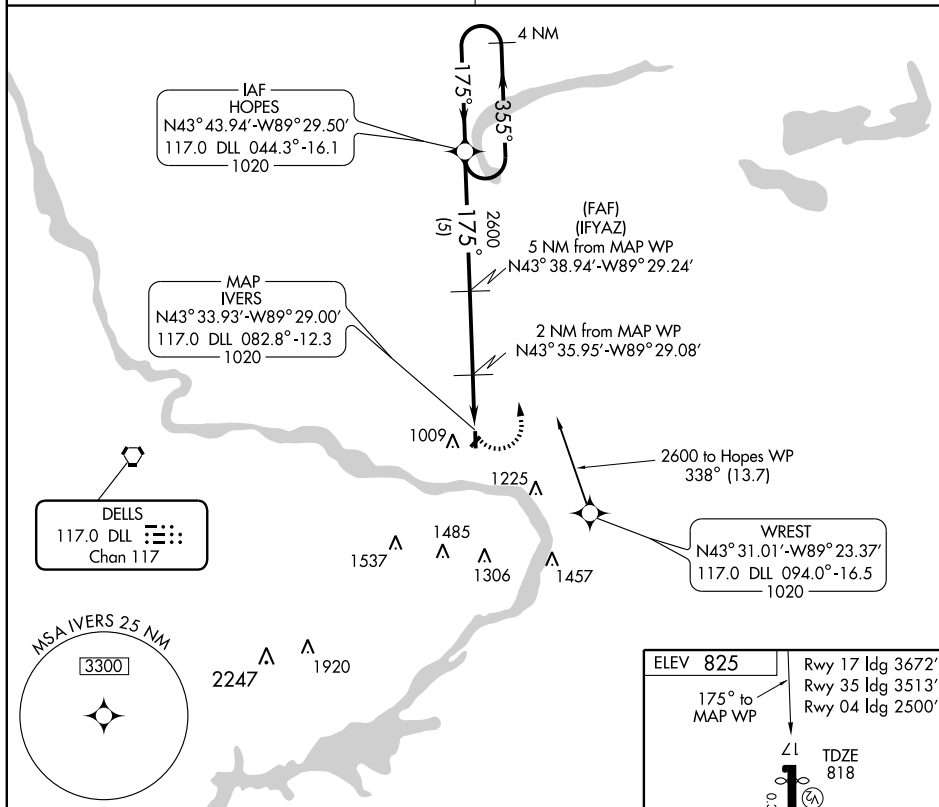 4 NM
175°
355°
IAF
HOPES
N43°43.94'-W89°29.50'
117.0 DLL 044.3°-16.1
1020
2600
175°
(5)
(FAF)
(IFYAZ)
5 NM from MAP WP
N43°38.94'-W89°29.24'
MAP
IVERS
N43°33.93'-W89°29.00'
117.0 DLL 082.8°-12.3
1020
2 NM from MAP WP
N43°35.95'-W89°29.08'
1009
2600 to Hopes WP
338° (13.7)
1225
DELLS
117.0 DLL
Chan 117
1537
1485
1306
1457
WREST
N43°31.01'-W89°23.37'
117.0 DLL 094.0°-16.5
1020
MSA IVERS 25 NM
3300
2247
1920
ELEV 825
Rwy 17 ldg 3672'
Rwy 35 ldg 3513'
Rwy 04 ldg 2500'
175° to
MAP WP
17
TDZE
818
V2